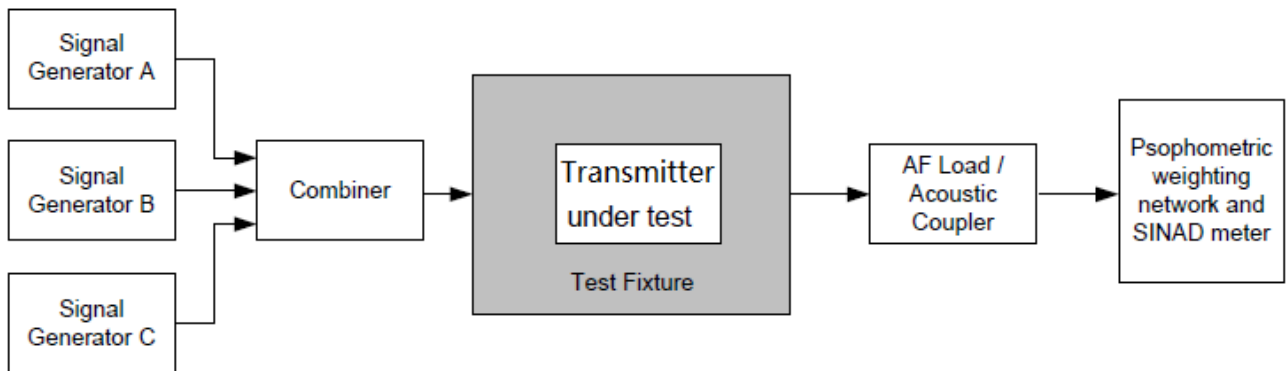 Signal
Generator A
Signal
Generator B
Signal
Generator C
Combiner
Transmitter
under test
Test Fixture
AF Load /
Acoustic
Coupler
Psophometric
weighting
network and
SINAD meter